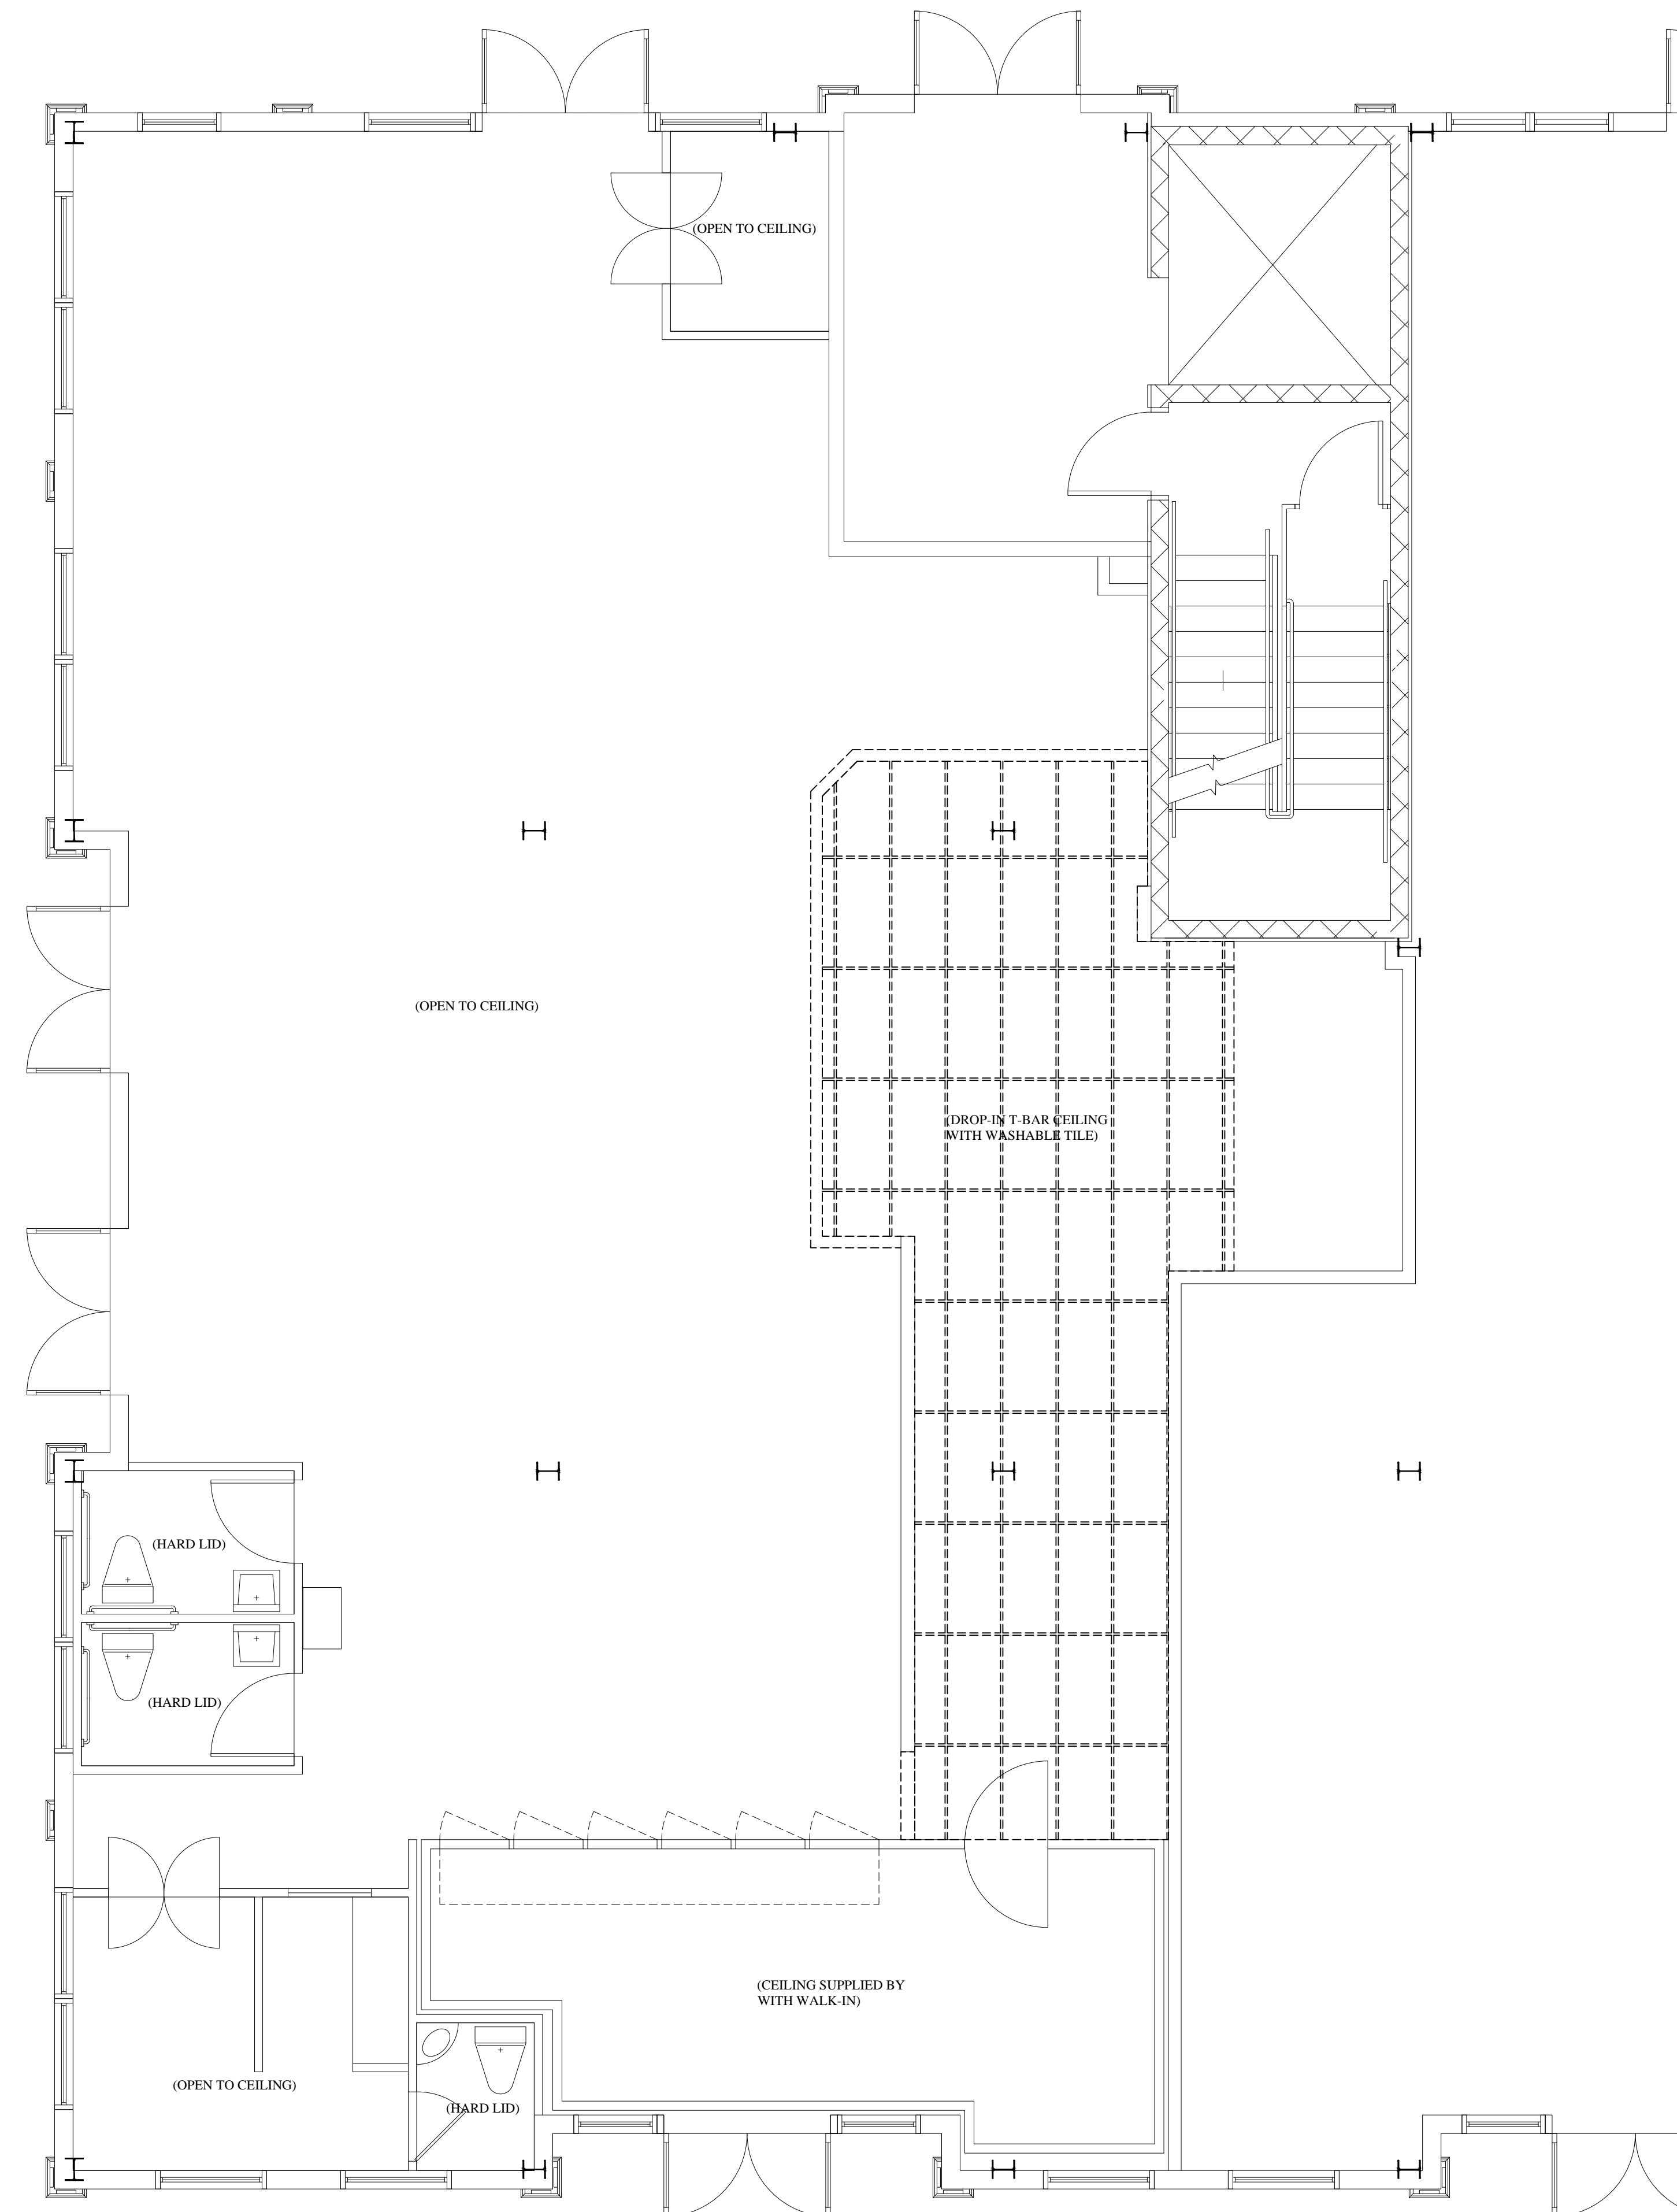 (OPEN TO CEILING)
(OPEN TO CEILING)
(DROP-IN T-BAR CEILING
WITH WASHABLE TILE)
(HARD LID)
(HARD LID)
(CEILING SUPPLIED BY
WITH WALK-IN)
(OPEN TO CEILING)
(HARD LID)